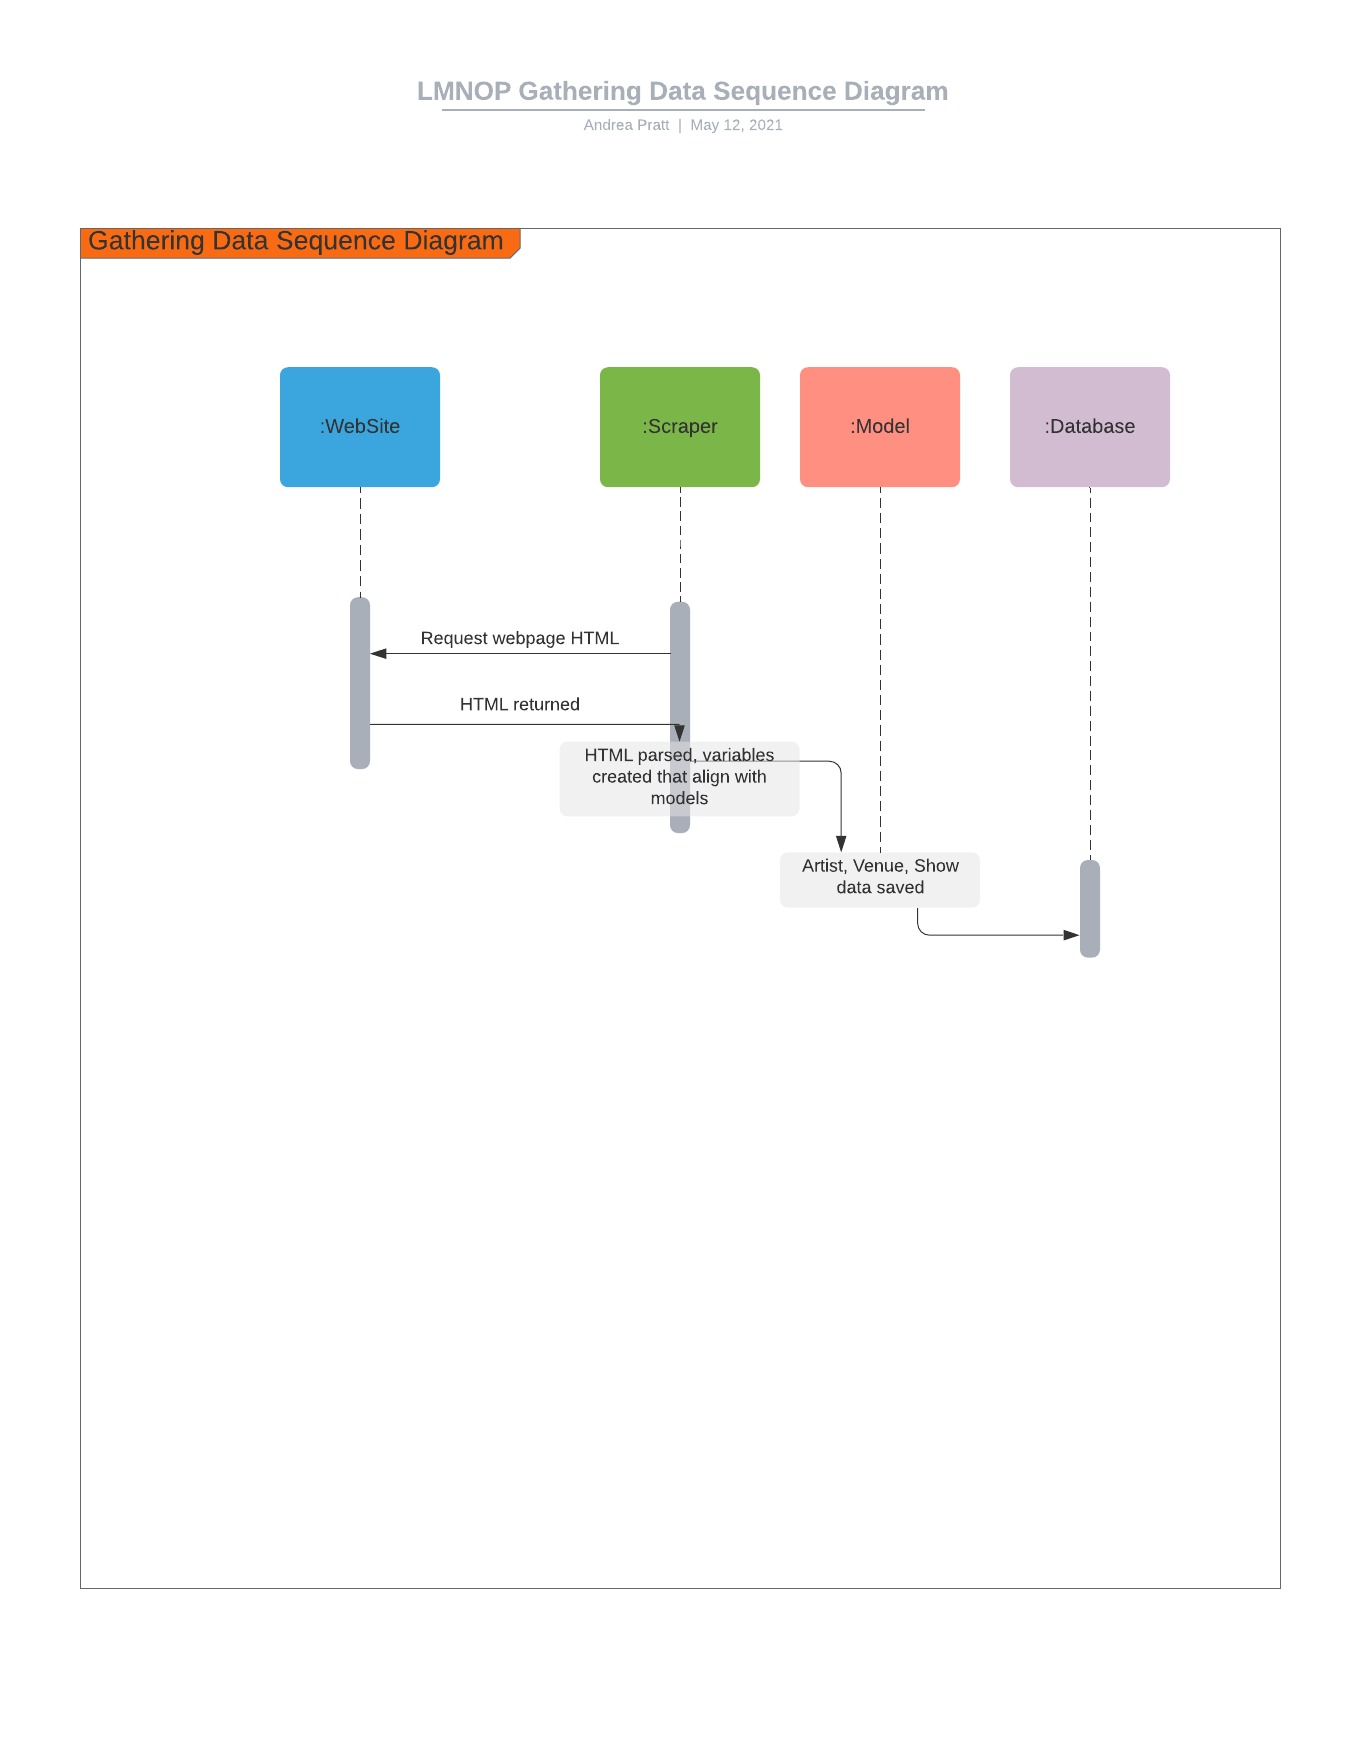 LMNOP Gathering Data Sequence Diagram
Andrea Pratt | May 12, 2021
Gathering Data Sequence Diagram
:WebSite
:Scraper
:Model
:Database
Request webpage HTML
HTML returned
HTML parsed, variables
created that align with
models
Artist, Venue, Show
data saved